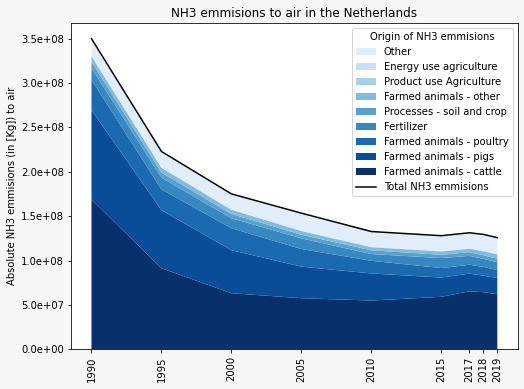 NH3 emmisions to air in the Netherlands
Absolute NH3 emmisions (in [Kg]) to air
3.5e+08
3.0e+08
2.5e+08
2.0e+08
1.5e+08
1.0e+08
5.0e+07
0.0e+00
Origin of NH3 emmisions
Other
Energy use agriculture
Product use Agriculture
Farmed animals - other
Processes - soil and crop
Fertilizer
Farmed animals - poultry
Farmed animals - pigs
Farmed animals - cattle
Total NH3 emmisions
1990
1995
2000
2005
2010
2015
2017
2018
2019